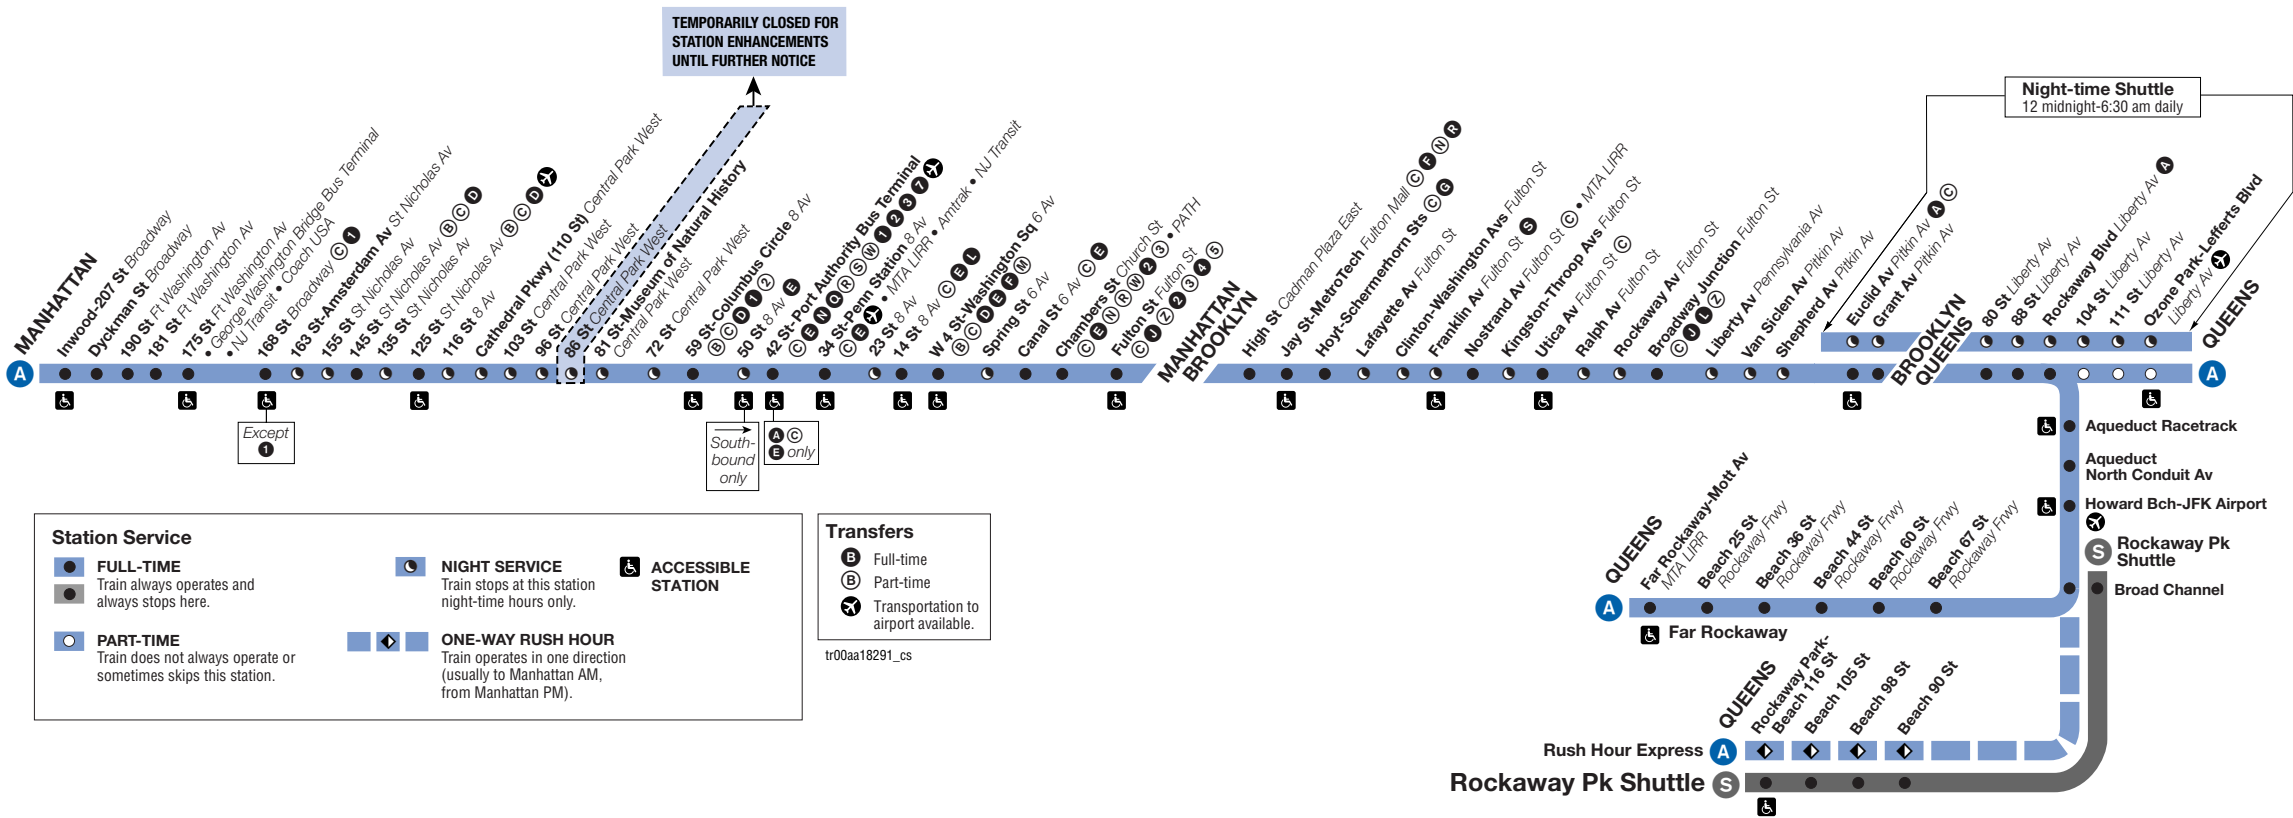 TEMPORARILY CLOSED FOR
STATION ENHANCEMENTS
UNTIL FURTHER NOTICE
Night-time Shuttle
12 midnight-6:30 am daily
A
MANHATTAN
Inwood-207 St Broadway
Dyckman St Broadway
190 St Ft Washington Av
181 St Ft Washington Av
175 St Ft Washington Av
• George Washington Bridge Bus Terminal
• NJ Transit • Coach USA
168 St Broadway C 1
163 St-Amsterdam Av St Nicholas Av
155 St St Nicholas Av
145 St St Nicholas Av B C D
135 St St Nicholas Av
125 St St Nicholas Av B C D
116 St 8 Av
Cathedral Pkwy (110 St) Central Park West
103 St Central Park West
96 St Central Park West
86 St Central Park West
81 St-Museum of Natural History
Central Park West
72 St Central Park West
59 St-Columbus Circle 8 Av
B C D 1 2
50 St 8 Av E
42 St-Port Authority Bus Terminal
C E N Q R S W 1 2 3 7
34 St-Penn Station 8 Av
C E • MTA LIRR • Amtrak • NJ Transit
23 St 8 Av
14 St 8 Av C E L
W 4 St-Washington Sq 6 Av
B C D E F M
Spring St 6 Av
Canal St 6 Av C E
Chambers St Church St
C E N R W 2 3 • PATH
Fulton St Fulton St
C J Z 2 3 4 5
MANHATTAN
BROOKLYN
High St Cadman Plaza East
Jay St-MetroTech Fulton Mall C F N R
Hoyt-Schermerhorn Sts C G
Lafayette Av Fulton St
Clinton-Washington Avs Fulton St
Franklin Av Fulton St S
Nostrand Av Fulton St C • MTA LIRR
Kingston-Throop Avs Fulton St
Utica Av Fulton St C
Ralph Av Fulton St
Rockaway Av Fulton St
Broadway Junction Fulton St
C J L Z
Liberty Av Pennsylvania Av
Van Siclen Av Pitkin Av
Shepherd Av Pitkin Av
Euclid Av Pitkin Av A C
Grant Av Pitkin Av
BROOKLYN
QUEENS
80 St Liberty Av
88 St Liberty Av
Rockaway Blvd Liberty Av A
104 St Liberty Av
111 St Liberty Av
Ozone Park-Lefferts Blvd
Liberty Av
QUEENS
A
Except
1
South-
bound
only
A C
E only
Aqueduct Racetrack
Aqueduct
North Conduit Av
Howard Bch-JFK Airport
S Rockaway Pk
Shuttle
Broad Channel
QUEENS
Far Rockaway-Mott Av
MTA LIRR
Beach 25 St
Rockaway Frwy
Beach 36 St
Rockaway Frwy
Beach 44 St
Rockaway Frwy
Beach 60 St
Rockaway Frwy
Beach 67 St
Rockaway Frwy
A
Far Rockaway
QUEENS
Rockaway Park-
Beach 116 St
Beach 105 St
Beach 98 St
Beach 90 St
Rush Hour Express A
Rockaway Pk Shuttle S
Station Service
FULL-TIME
Train always operates and
always stops here.
PART-TIME
Train does not always operate or
sometimes skips this station.
NIGHT SERVICE
Train stops at this station
night-time hours only.
ONE-WAY RUSH HOUR
Train operates in one direction
(usually to Manhattan AM,
from Manhattan PM).
ACCESSIBLE
STATION
Transfers
B Full-time
B Part-time
Transportation to
airport available.
tr00aa18291_cs